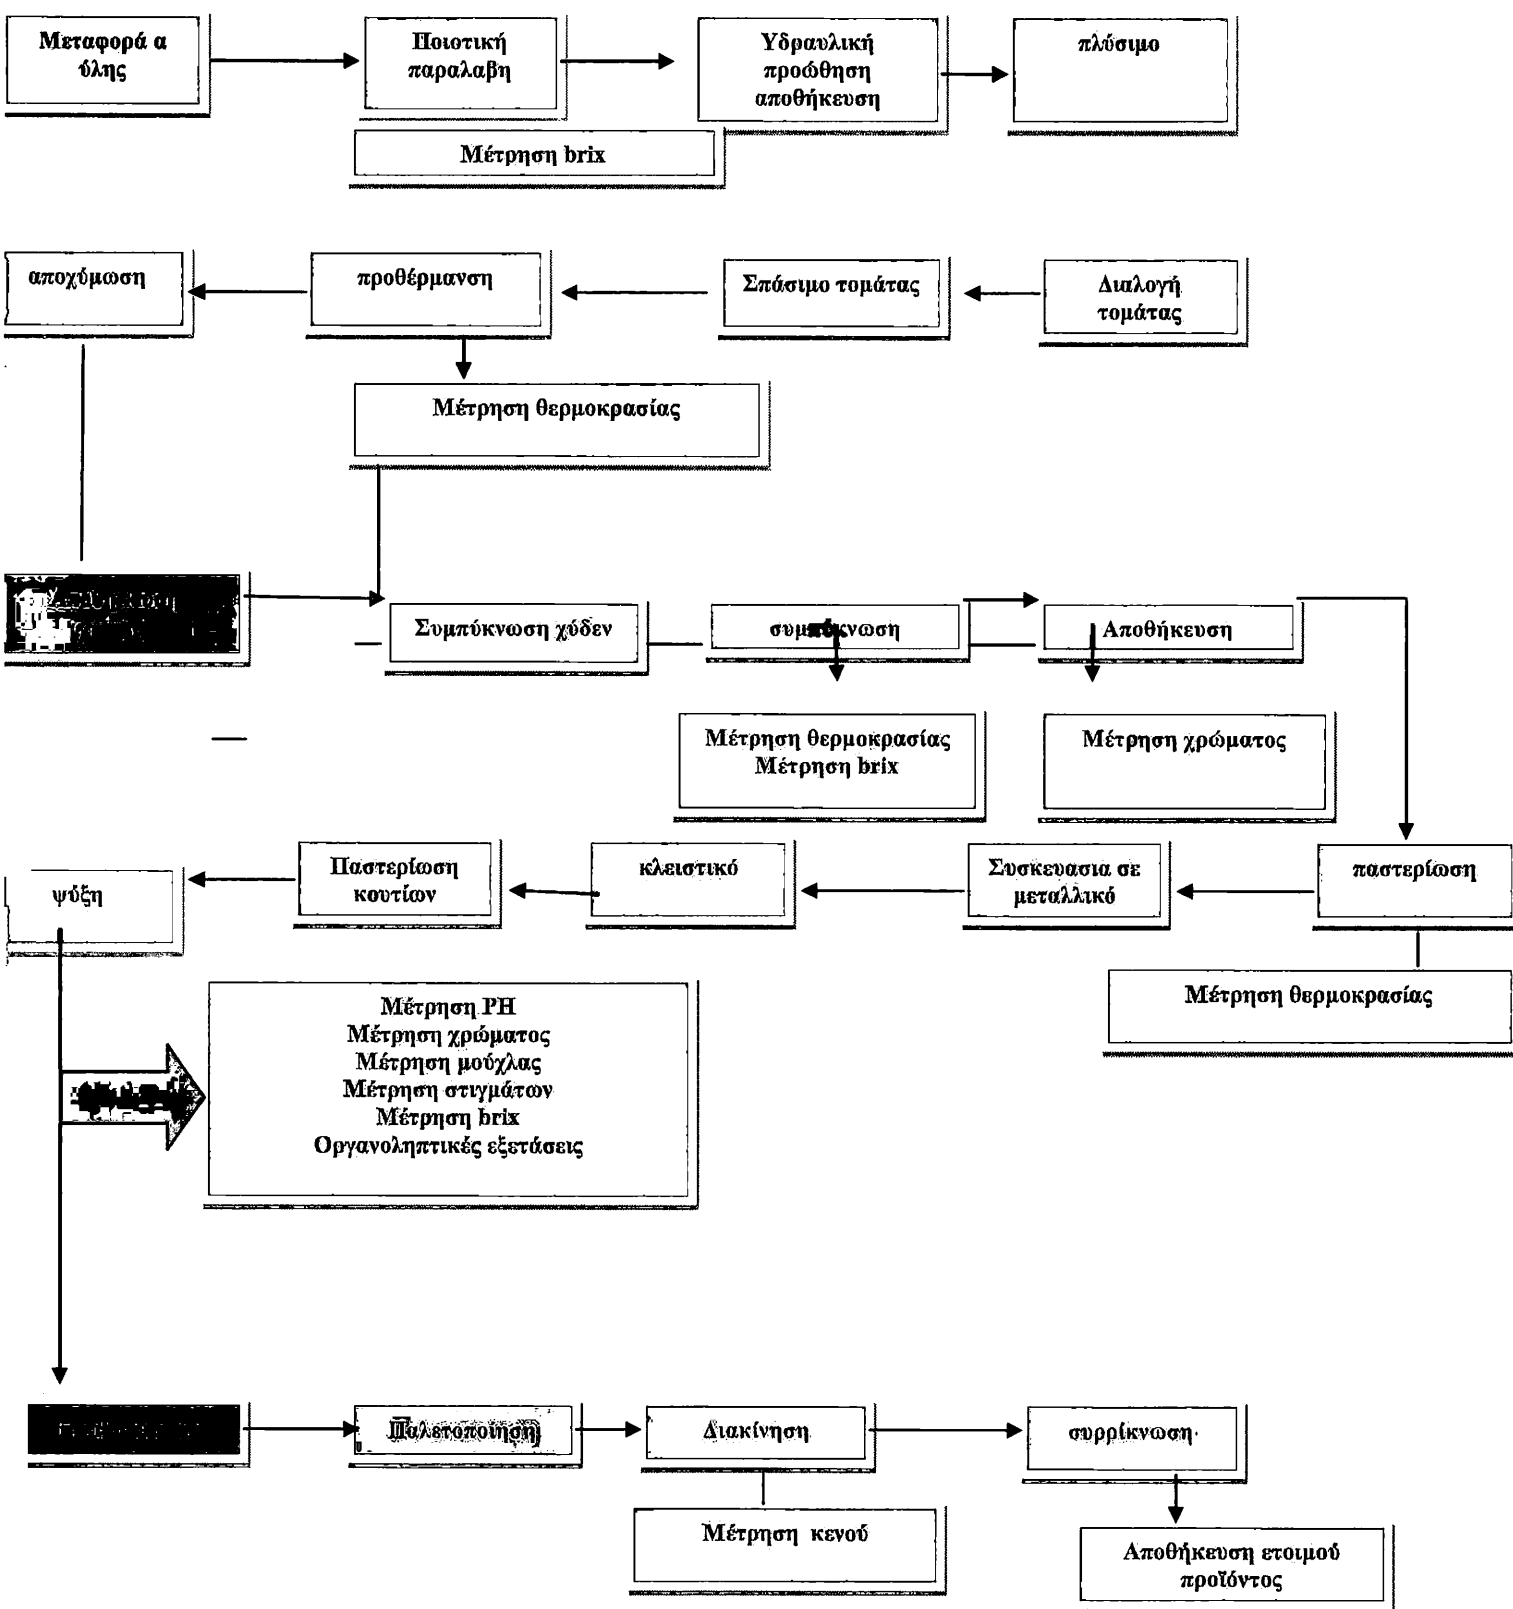 Μεταφορά α
ύλης
Ποιοτική
παραλαβη
Υδραυλική
προώθηση
αποθήκευση
πλύσιμο
Μέτρηση brix
αποχύμωση
προθέρμανση
Σπάσιμο τομάτας
Διαλογή
τομάτας
Μέτρηση θερμοκρασίας
Συμπύκνωση χύδεν
συμπύκνωση
Αποθήκευση
Μέτρηση θερμοκρασίας
Μέτρηση brix
Μέτρηση χρώματος
ψύξη
Παστερίωση
κουτίων
κλειστικό
Συσκευασια σε
μεταλλικό
παστερίωση
Μέτρηση θερμοκρασίας
Μέτρηση PH
Μέτρηση χρώματος
Μέτρηση μούχλας
Μέτρηση στιγμάτων
Μέτρηση brix
Οργανοληπτικές εξετάσεις
Παλετοποίηση
Διακίνηση
συρρίκνωση
Μέτρηση κενού
Αποθήκευση ετοιμού
προϊόντος